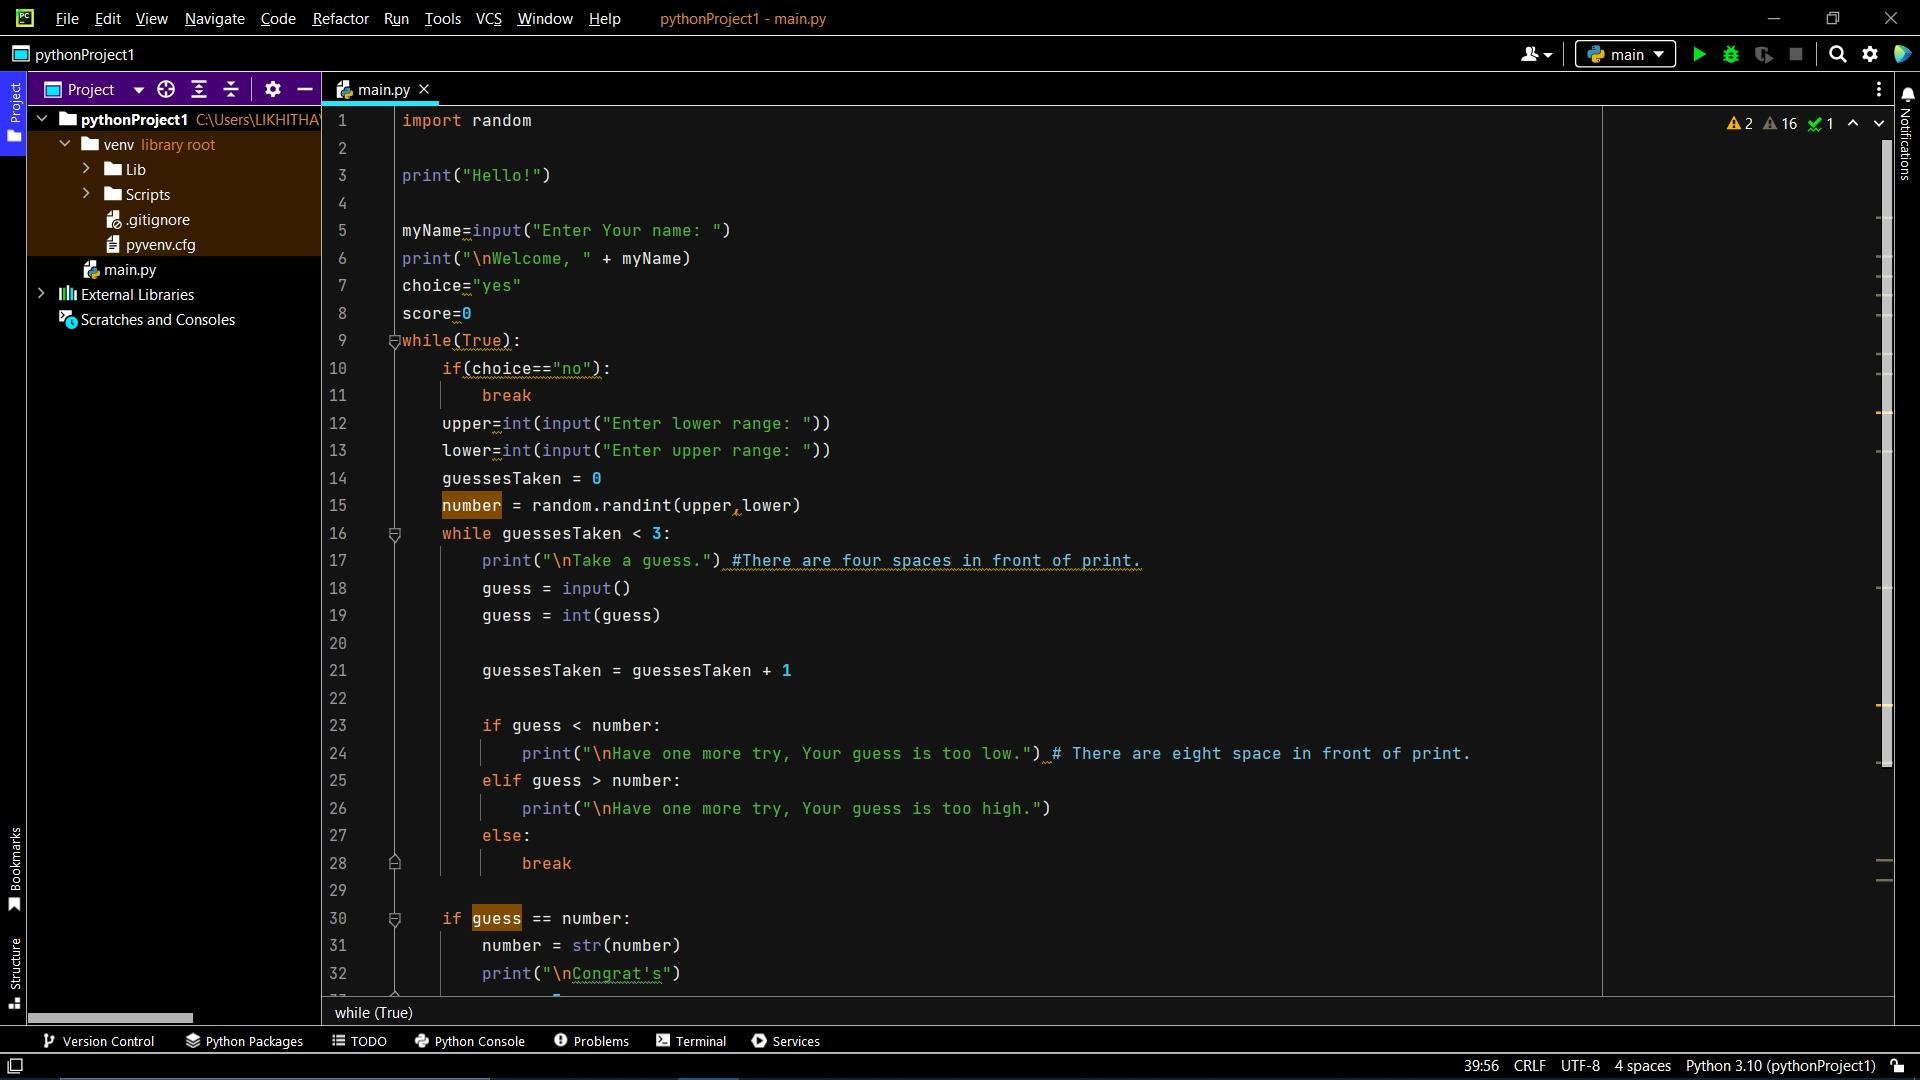 File Edit View Navigate Code Refactor Run Tools VCS Window Help pythonProject1 - main.py
pythonProject1
main
Project
main.py
Project
pythonProject1 C:\Users\LIKHITHA\
venv library root
Lib
Scripts
.gitignore
pyvenv.cfg
main.py
External Libraries
Scratches and Consoles
Bookmarks
Structure
Notifications
2 16 1
1 import random
2
3 print("Hello!")
4
5 myName=input("Enter Your name: ")
6 print("\nWelcome, " + myName)
7 choice="yes"
8 score=0
9 while(True):
10 if(choice=="no"):
11 break
12 upper=int(input("Enter lower range: "))
13 lower=int(input("Enter upper range: "))
14 guessesTaken = 0
15 number = random.randint(upper,lower)
16 while guessesTaken < 3:
17 print("\nTake a guess.") #There are four spaces in front of print.
18 guess = input()
19 guess = int(guess)
20
21 guessesTaken = guessesTaken + 1
22
23 if guess < number:
24 print("\nHave one more try, Your guess is too low.") # There are eight space in front of print.
25 elif guess > number:
26 print("\nHave one more try, Your guess is too high.")
27 else:
28 break
29
30 if guess == number:
31 number = str(number)
32 print("\nCongrat's")
while (True)
Version Control Python Packages TODO Python Console Problems Terminal Services
39:56 CRLF UTF-8 4 spaces Python 3.10 (pythonProject1)